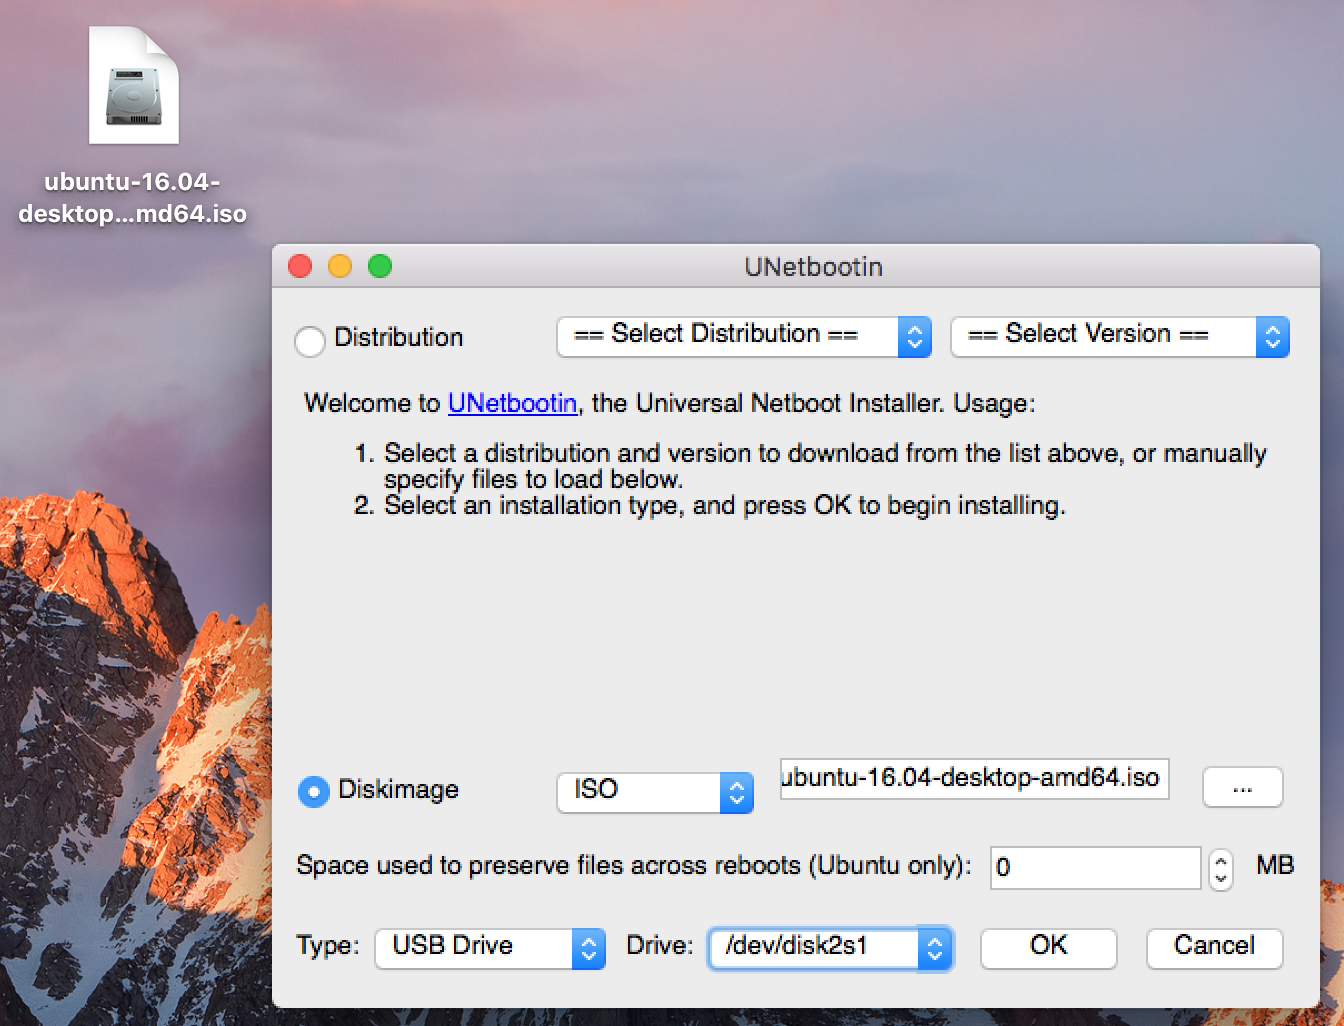 ubuntu-16.04-
desktop...md64.iso
UNetbootin
Distribution
== Select Distribution ==
== Select Version ==
Welcome to UNetbootin, the Universal Netboot Installer. Usage:
1. Select a distribution and version to download from the list above, or manually
specify files to load below.
2. Select an installation type, and press OK to begin installing.
Diskimage
ISO
ubuntu-16.04-desktop-amd64.iso
...
Space used to preserve files across reboots (Ubuntu only):
0
MB
Type:
USB Drive
Drive:
/dev/disk2s1
OK
Cancel